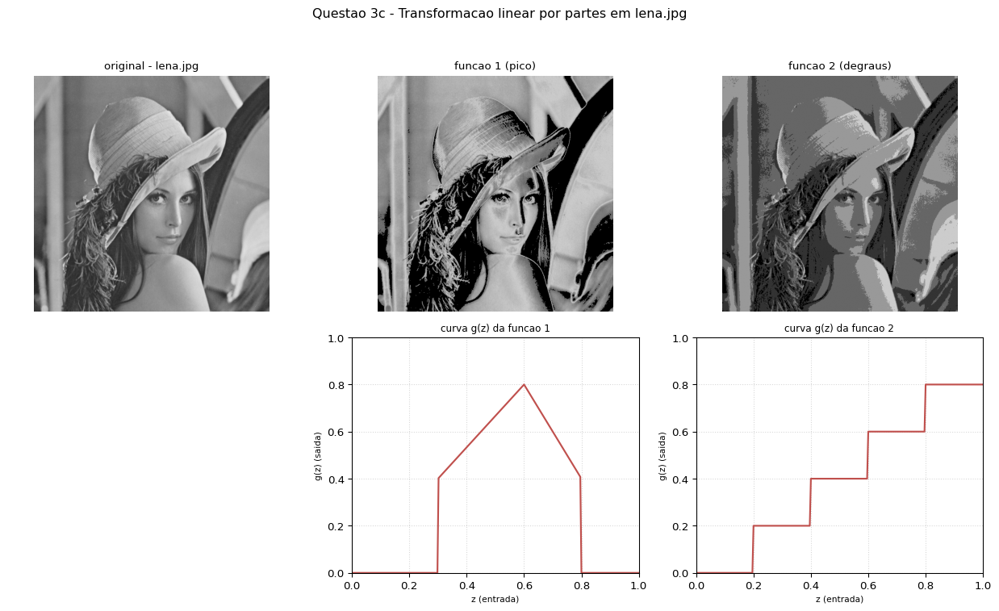 Questao 3c - Transformacao linear por partes em lena.jpg
original - lena.jpg
funcao 1 (pico)
funcao 2 (degraus)
curva g(z) da funcao 1
1.0
0.8
0.6
0.4
0.2
0.0
g(z) (saida)
0.0 0.2 0.4 0.6 0.8 1.0
z (entrada)
curva g(z) da funcao 2
1.0
0.8
0.6
0.4
0.2
0.0
g(z) (saida)
0.0 0.2 0.4 0.6 0.8 1.0
z (entrada)